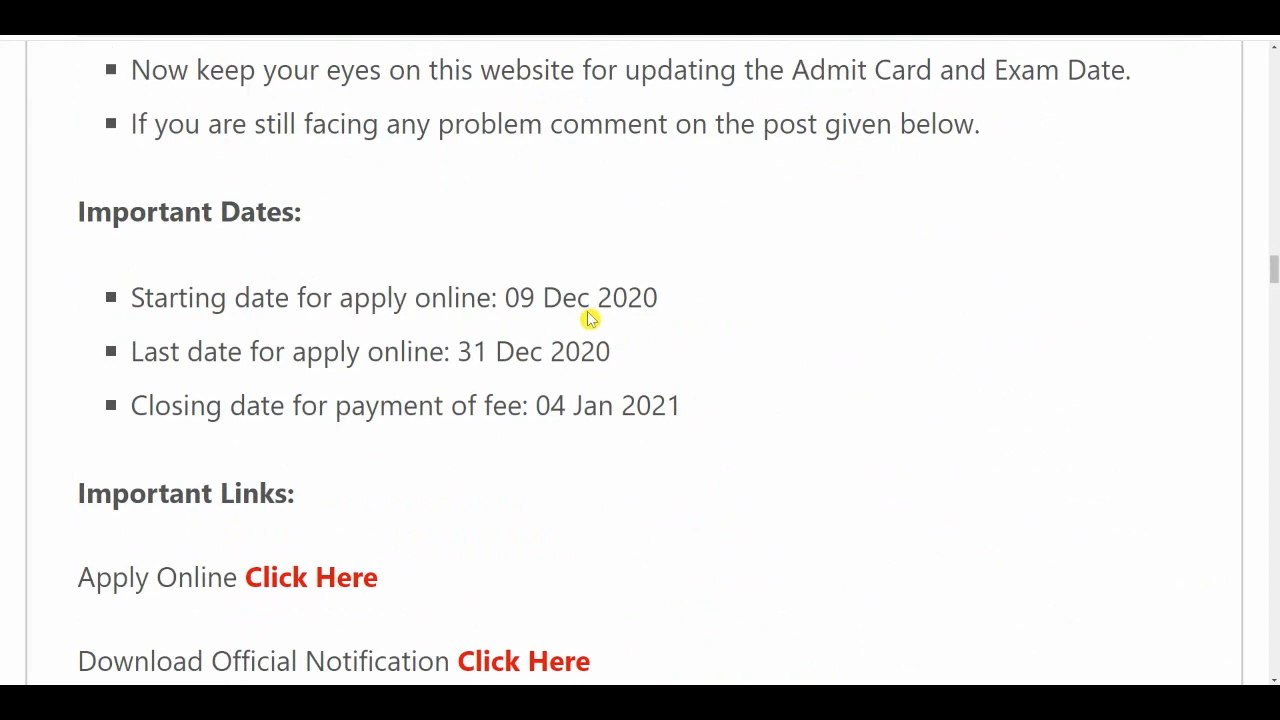 Now keep your eyes on this website for updating the Admit Card and Exam Date.
If you are still facing any problem comment on the post given below.
Important Dates:
Starting date for apply online: 09 Dec 2020
Last date for apply online: 31 Dec 2020
Closing date for payment of fee: 04 Jan 2021
Important Links:
Apply Online Click Here
Download Official Notification Click Here